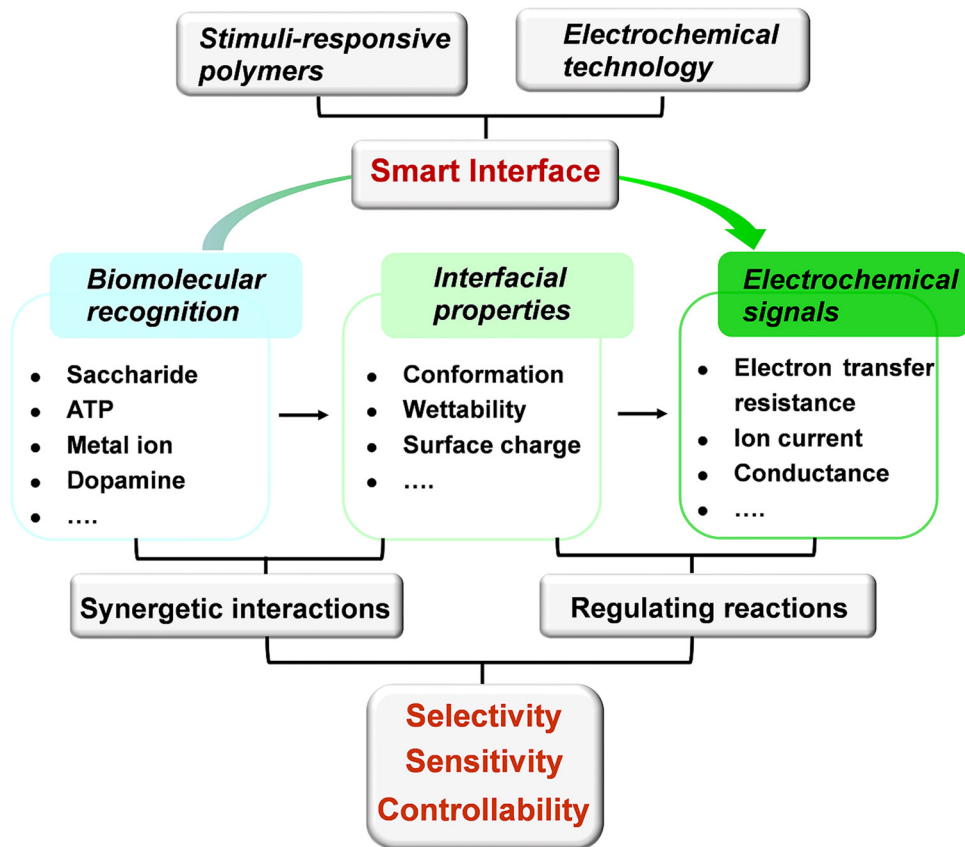 Stimuli-responsive
polymers
Electrochemical
technology
Smart Interface
Biomolecular
recognition
• Saccharide
• ATP
• Metal ion
• Dopamine
• ....
Interfacial
properties
• Conformation
• Wettability
• Surface charge
• ....
Electrochemical
signals
• Electron transfer
resistance
• Ion current
• Conductance
• ....
Synergetic interactions
Regulating reactions
Selectivity
Sensitivity
Controllability